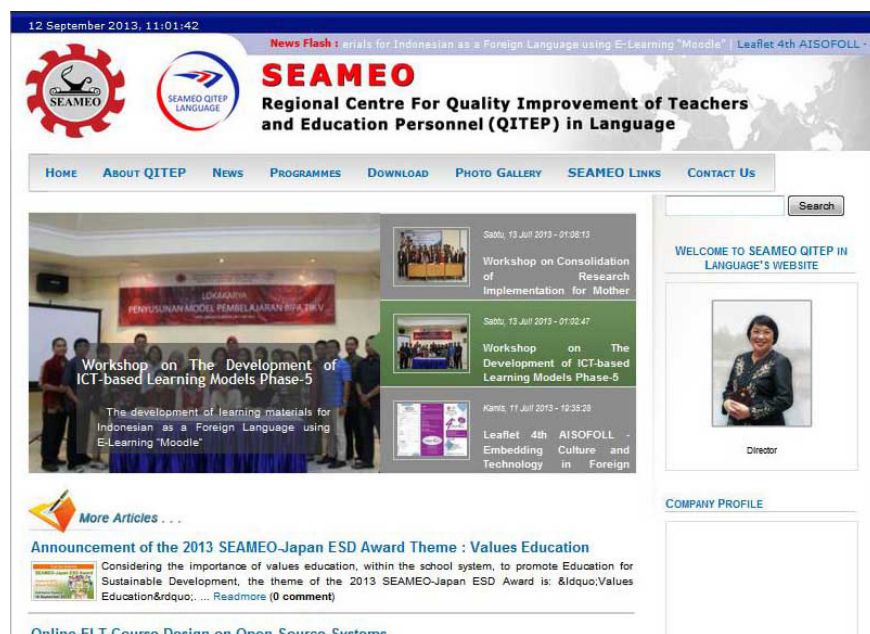 12 September 2013, 11:01:42
News Flash : erials for Indonesian as a Foreign Language using E-Learning "Moodle" | Leaflet 4th AISOFOLL -
SEAMEO
SEAMEO QITEP
LANGUAGE
SEAMEO
Regional Centre For Quality Improvement of Teachers
and Education Personnel (QITEP) in Language
Home About QITEP News Programmes Download Photo Gallery SEAMEO Links Contact Us
Search
LOKAKARYA
PENYUSUNAN MODEL PEMBELAJARAN BIPA TIK V
Workshop on The Development of
ICT-based Learning Models Phase-5
The development of learning materials for
Indonesian as a Foreign Language using
E-Learning "Moodle"
Sabtu, 13 Juli 2013 - 01:08:13
Workshop on Consolidation
of Research
Implementation for Mother
Sabtu, 13 Juli 2013 - 01:02:47
Workshop on The
Development of ICT-based
Learning Models Phase-5
Kamis, 11 Juli 2013 - 19:35:28
Leaflet 4th AISOFOLL -
Embedding Culture and
Technology in Foreign
Welcome to SEAMEO QITEP in
Language's website
Director
Company Profile
More Articles . . .
Announcement of the 2013 SEAMEO-Japan ESD Award Theme : Values Education
Considering the importance of values education, within the school system, to promote Education for
Sustainable Development, the theme of the 2013 SEAMEO-Japan ESD Award is: &ldquo;Values
Education&rdquo;. ... Readmore (0 comment)
Online ELT Course Design on Open Source Systems